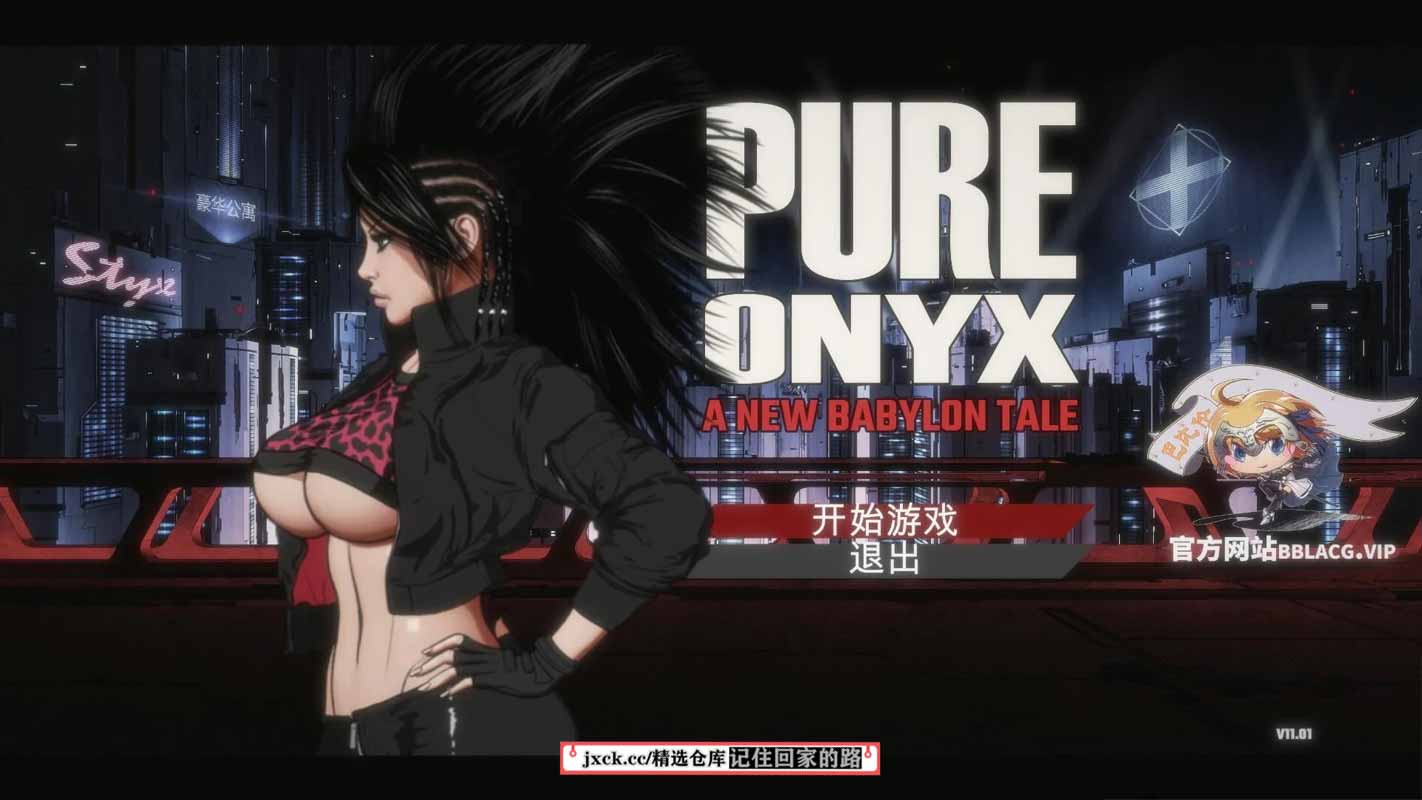 PURE
ONYX
A NEW BABYLON TALE
豪华公寓
Styx
开始游戏
退出
官方网站BBLACG.VIP
V11.01
jxck.cc/精选仓库 记住回家的路